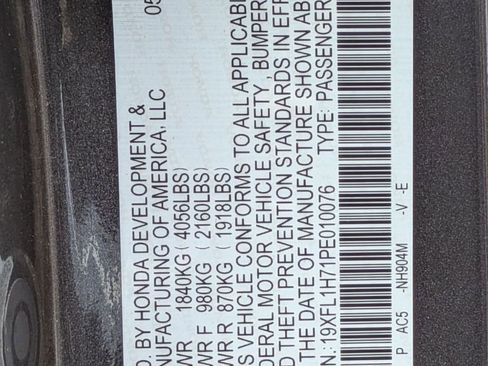 05
D. BY HONDA DEVELOPMENT &
NUFACTURING OF AMERICA, LLC
WR 1840KG ( 4056LBS)
WR F 980KG ( 2160LBS)
WR R 870KG ( 1918LBS)
S VEHICLE CONFORMS TO ALL APPLICABL
DERAL MOTOR VEHICLE SAFETY , BUMPER
D THEFT PREVENTION STANDARDS IN EFF
THE DATE OF MANUFACTURE SHOWN AB
N.: 19XFL1H71PE010076 TYPE: PASSENGER
P AC5 -NH904M -V -E